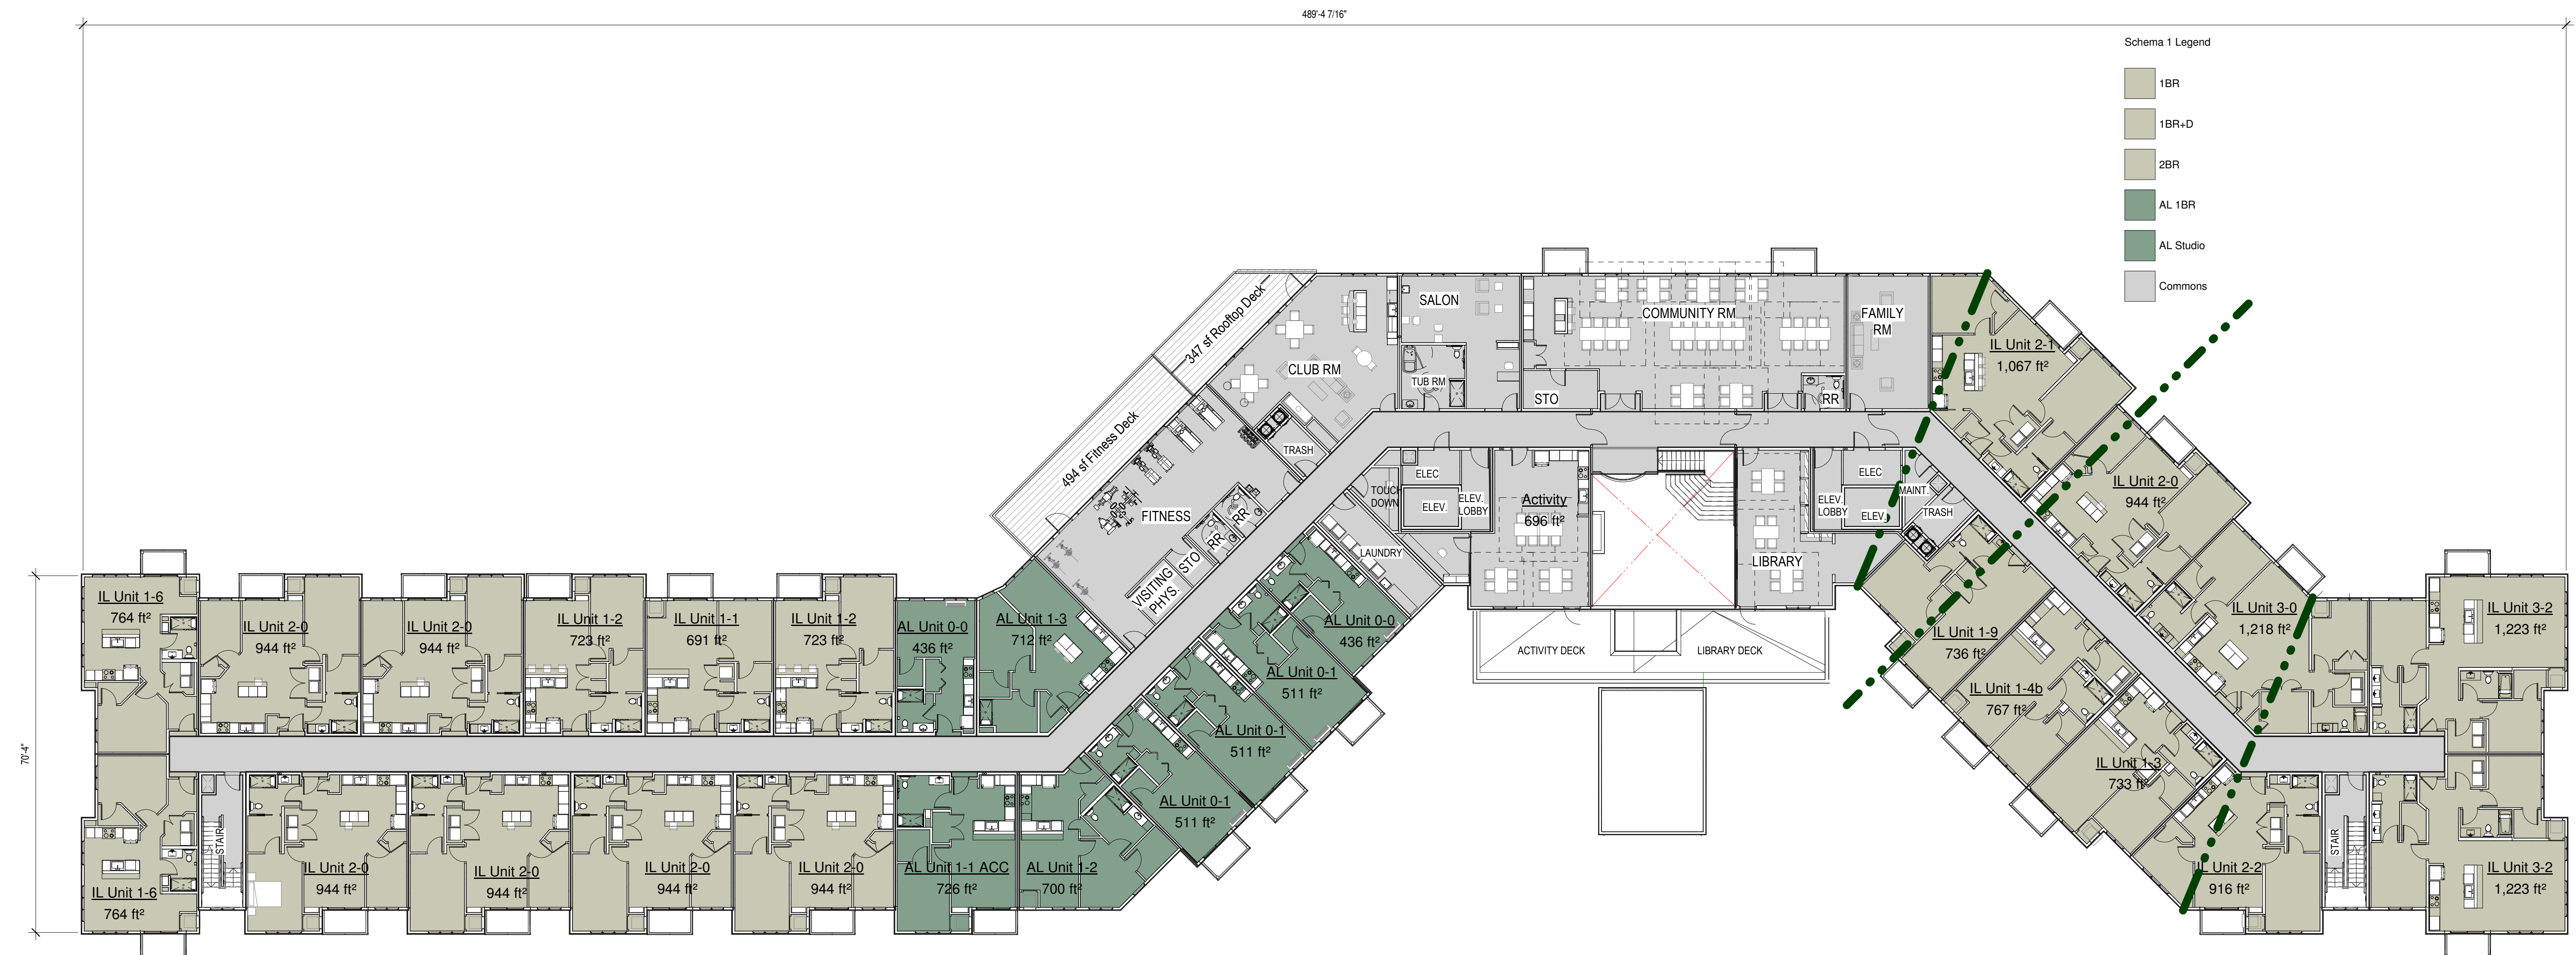 489'-4 7/16"
Schema 1 Legend
1BR
1BR+D
2BR
AL 1BR
AL Studio
Commons
347 sf Rooftop Deck
494 sf Fitness Deck
CLUB RM
SALON
TUB RM
STO
COMMUNITY RM
RR
FAMILY
RM
TRASH
FITNESS
RR
RR
STO
VISITING
PHYS.
TOUCH
DOWN
ELEC
ELEV.
ELEV.
LOBBY
LAUNDRY
Activity
696 ft²
LIBRARY
ELEV.
LOBBY
ELEC
ELEV.
MAINT.
TRASH
ACTIVITY DECK
LIBRARY DECK
IL Unit 2-1
1,067 ft²
IL Unit 2-0
944 ft²
IL Unit 3-0
1,218 ft²
IL Unit 3-2
1,223 ft²
IL Unit 1-9
736 ft²
IL Unit 1-4b
767 ft²
IL Unit 1-3
733 ft²
IL Unit 2-2
916 ft²
STAIR
IL Unit 3-2
1,223 ft²
70'-4"
IL Unit 1-6
764 ft²
IL Unit 2-0
944 ft²
IL Unit 2-0
944 ft²
IL Unit 1-2
723 ft²
IL Unit 1-1
691 ft²
IL Unit 1-2
723 ft²
AL Unit 0-0
436 ft²
AL Unit 1-3
712 ft²
AL Unit 0-0
436 ft²
AL Unit 0-1
511 ft²
AL Unit 0-1
511 ft²
AL Unit 0-1
511 ft²
IL Unit 1-6
764 ft²
STAIR
IL Unit 2-0
944 ft²
IL Unit 2-0
944 ft²
IL Unit 2-0
944 ft²
IL Unit 2-0
944 ft²
AL Unit 1-1 ACC
726 ft²
AL Unit 1-2
700 ft²